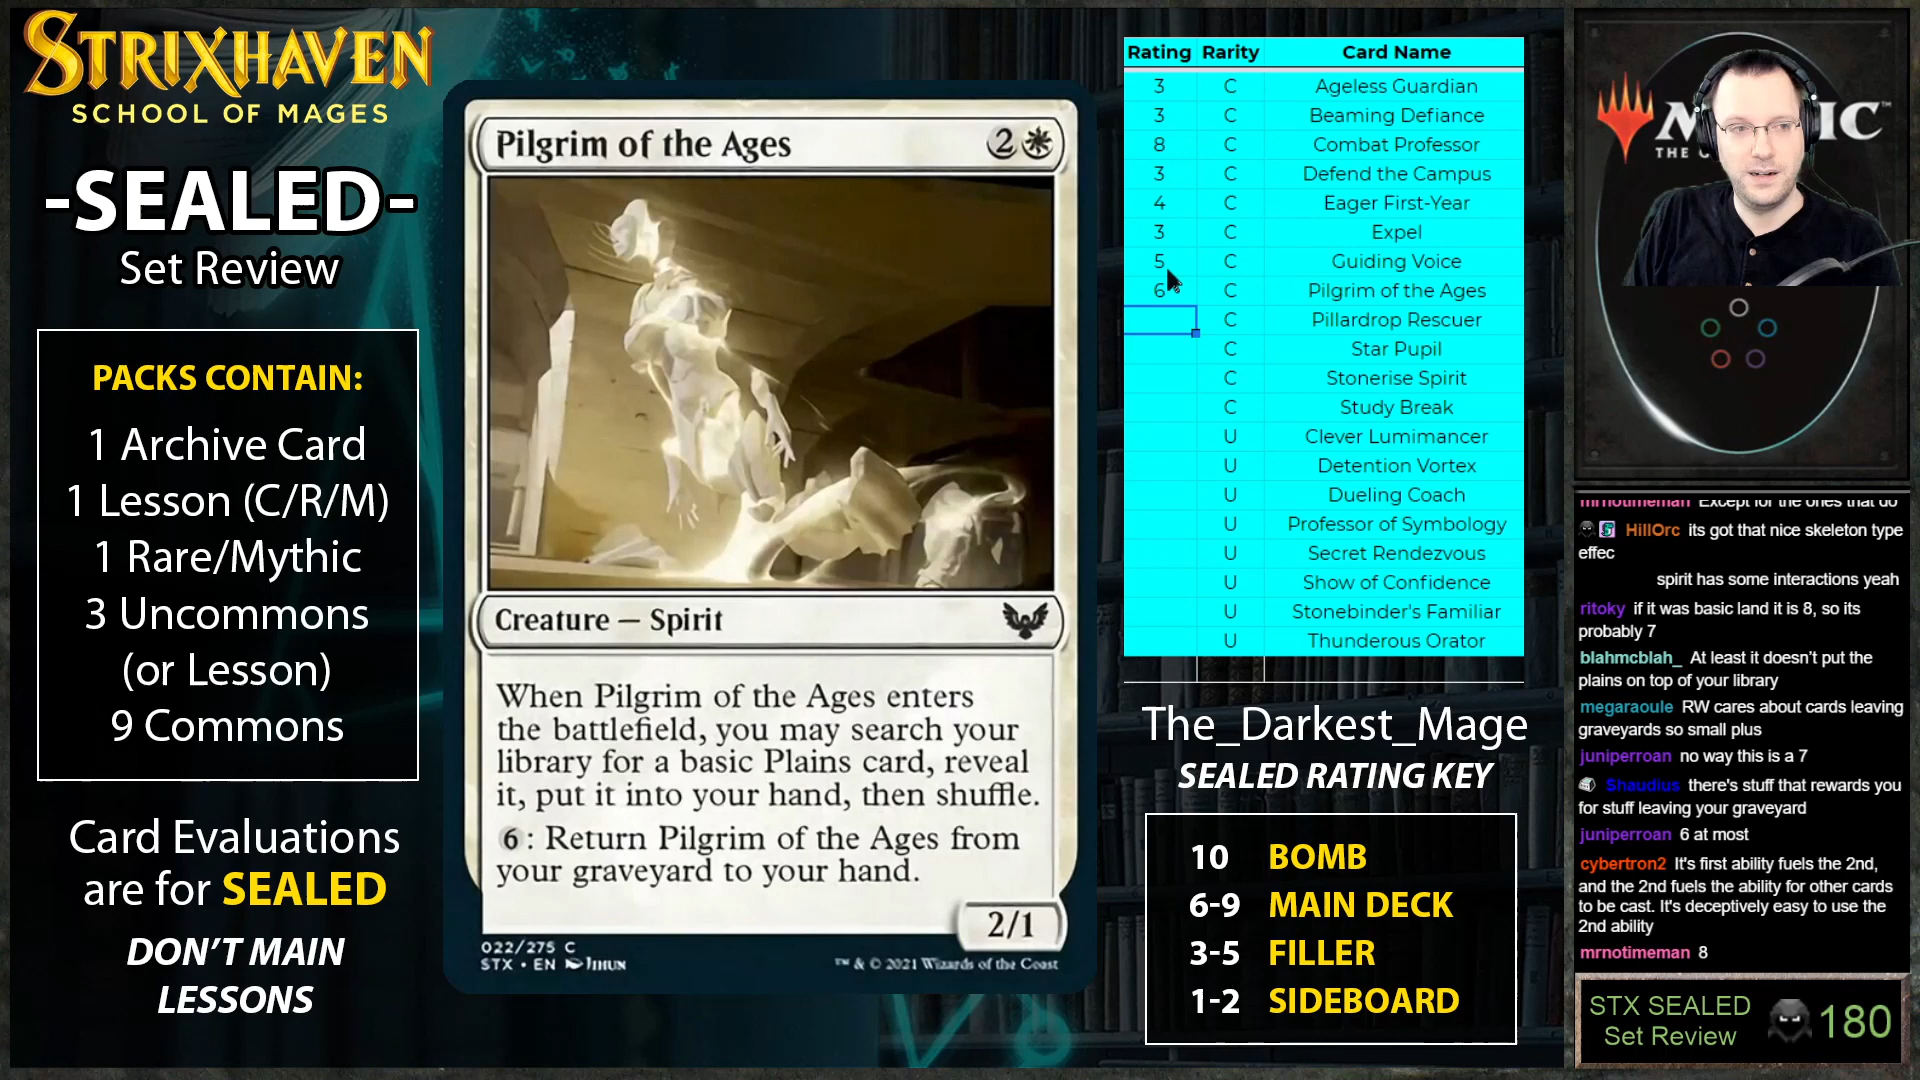 STRIXHAVEN
SCHOOL OF MAGES
-SEALED-
Set Review
PACKS CONTAIN:
1 Archive Card
1 Lesson (C/R/M)
1 Rare/Mythic
3 Uncommons
(or Lesson)
9 Commons
Card Evaluations
are for SEALED
DON'T MAIN
LESSONS
Pilgrim of the Ages 2
Creature — Spirit
When Pilgrim of the Ages enters
the battlefield, you may search your
library for a basic Plains card, reveal
it, put it into your hand, then shuffle.
6: Return Pilgrim of the Ages from
your graveyard to your hand.
2/1
022/275 C
STX • EN JIHUN
™ & © 2021 Wizards of the Coast
Rating Rarity Card Name
3 C Ageless Guardian
3 C Beaming Defiance
8 C Combat Professor
3 C Defend the Campus
4 C Eager First-Year
3 C Expel
5 C Guiding Voice
6 C Pilgrim of the Ages
C Pillardrop Rescuer
C Star Pupil
C Stonerise Spirit
C Study Break
U Clever Lumimancer
U Detention Vortex
U Dueling Coach
U Professor of Symbology
U Secret Rendezvous
U Show of Confidence
U Stonebinder's Familiar
U Thunderous Orator
The_Darkest_Mage
SEALED RATING KEY
10 BOMB
6-9 MAIN DECK
3-5 FILLER
1-2 SIDEBOARD
M IC™
THE G
mrnotimeman Except for the ones that do
HillOrc its got that nice skeleton type
effec
spirit has some interactions yeah
ritoky if it was basic land it is 8, so its
probably 7
blahmcblah_ At least it doesn't put the
plains on top of your library
megaraoule RW cares about cards leaving
graveyards so small plus
juniperroan no way this is a 7
Shaudius there's stuff that rewards you
for stuff leaving your graveyard
juniperroan 6 at most
cybertron2 It's first ability fuels the 2nd,
and the 2nd fuels the ability for other cards
to be cast. It's deceptively easy to use the
2nd ability
mrnotimeman 8
STX SEALED
Set Review
180